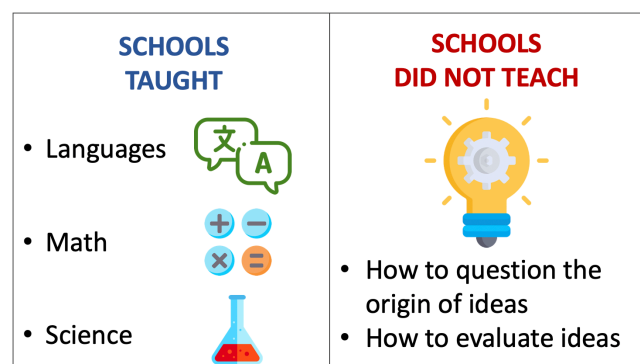 SCHOOLS
TAUGHT
• Languages
文
A
• Math
+ −
× =
• Science
SCHOOLS
DID NOT TEACH
• How to question the
origin of ideas
• How to evaluate ideas